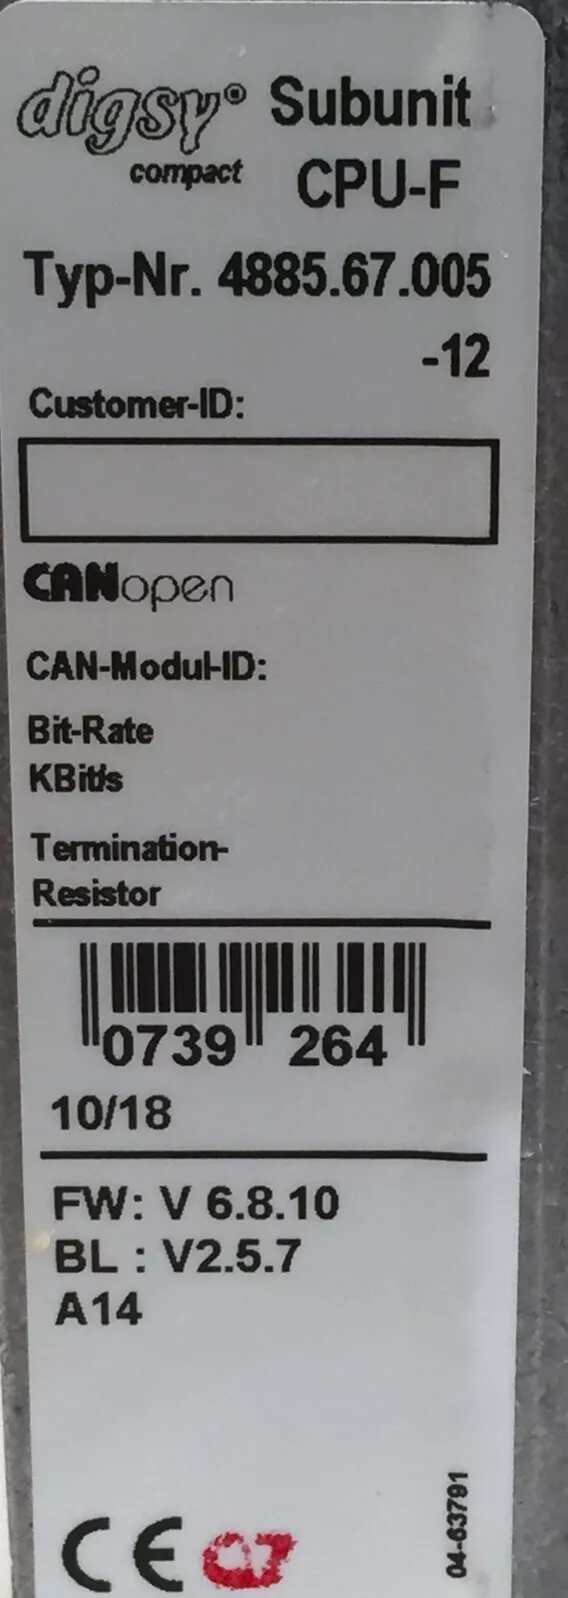 digsy® Subunit
compact CPU-F
Typ-Nr. 4885.67.005
-12
Customer-ID:
CANopen
CAN-Modul-ID:
Bit-Rate
KBit/s
Termination-
Resistor
0739 264
10/18
FW: V 6.8.10
BL : V2.5.7
A14
CE 07
04-63791